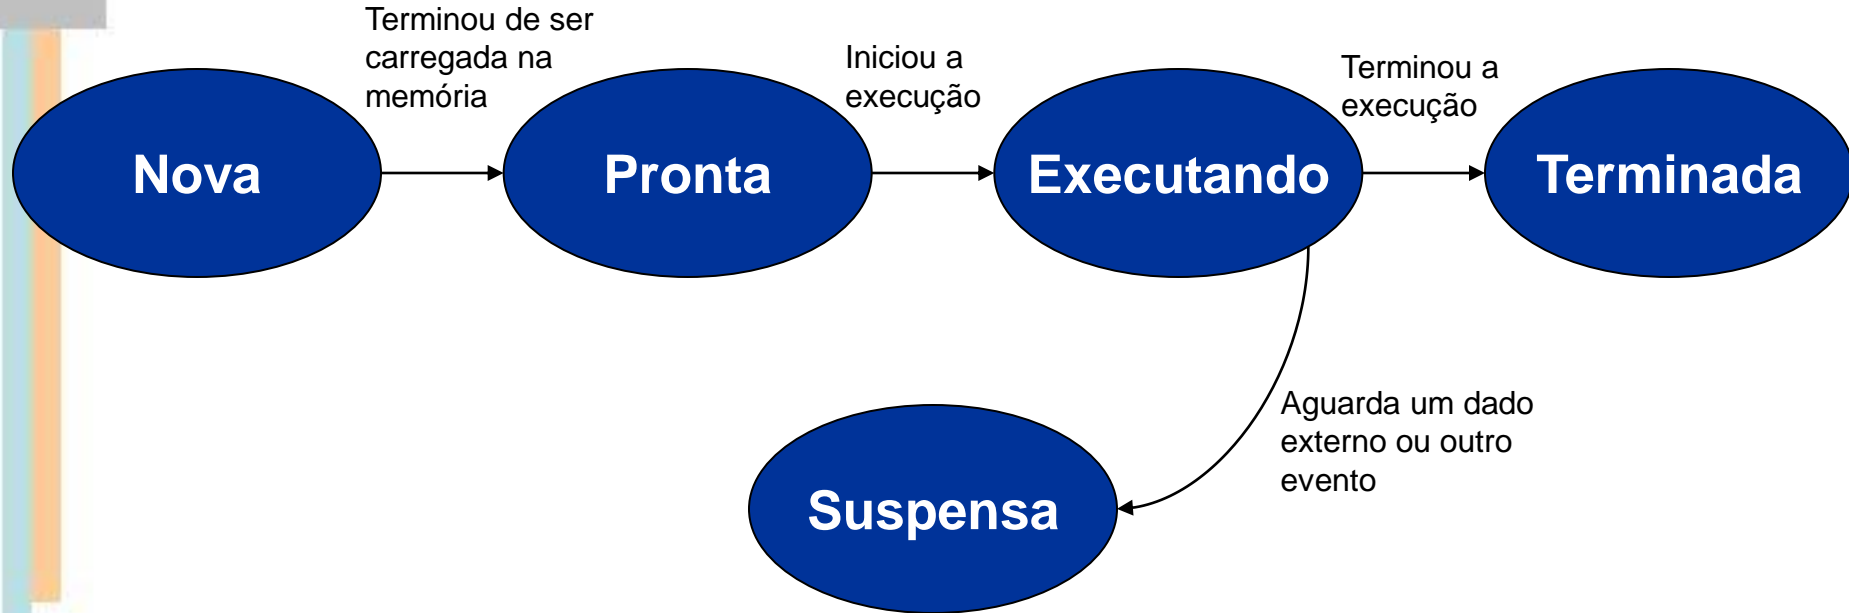 Terminou de ser
carregada na
memória
Iniciou a
execução
Terminou a
execução
Nova
Pronta
Executando
Terminada
Aguarda um dado
externo ou outro
evento
Suspensa